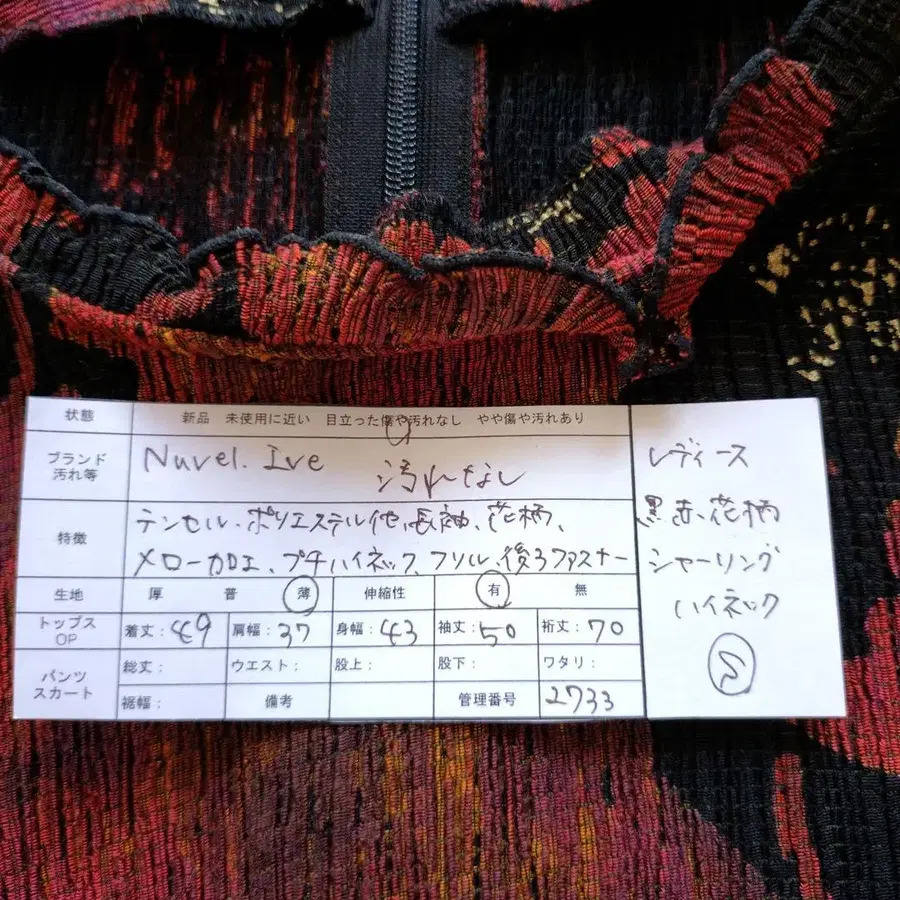 状態 新品 未使用に近い 目立った傷や汚れなし やや傷や汚れあり
ブランド Nuvel. Ive
汚れ等 汚れなし
特徴 テンセル、ポリエステル他、長袖、花柄、
メロー加工、プチハイネック、フリル、後ろファスナー
生地 厚 普 薄 伸縮性 有 無
トップス OP 着丈:49 肩幅:37 身幅:43 袖丈:50 裄丈:70
パンツ スカート 総丈: ウエスト: 股上: 股下: ワタリ:
裾幅: 備考 管理番号 2733
レディース
黒赤、花柄
シャーリング
ハイネック
S